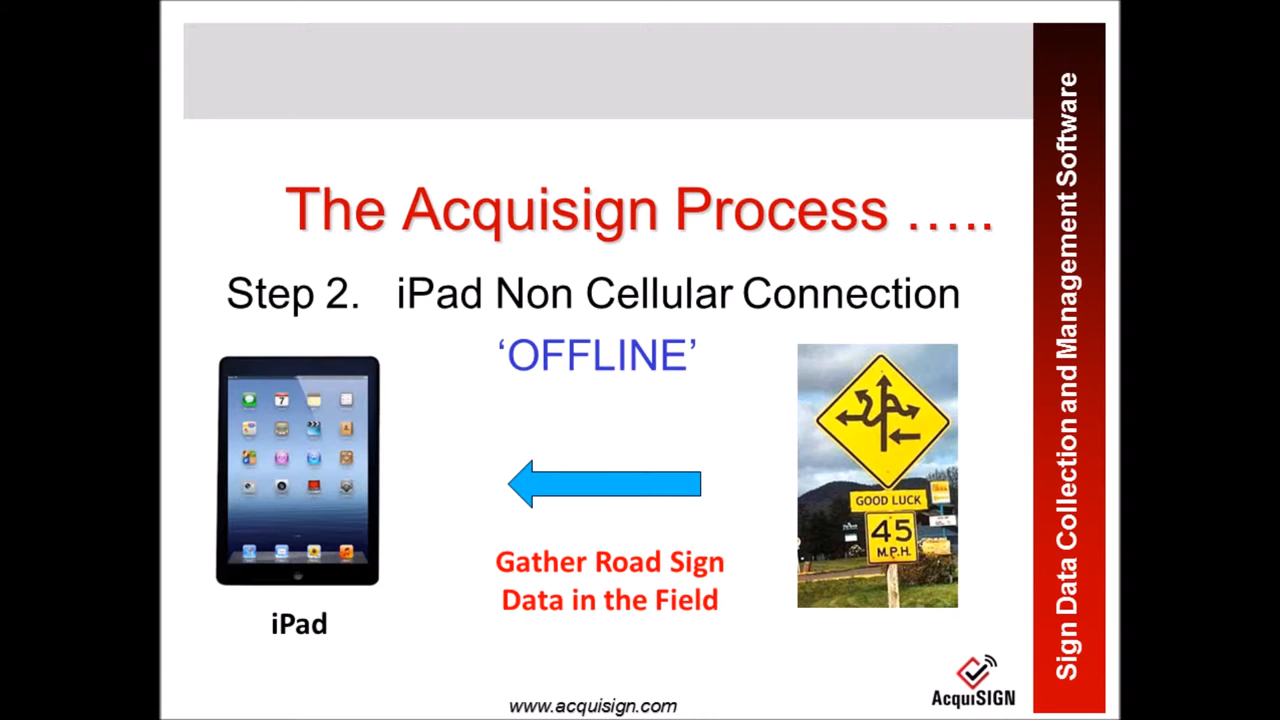 The Acquisign Process …..
Step 2. iPad Non Cellular Connection
‘OFFLINE’
7
GOOD LUCK
45
M.P.H.
Gather Road Sign
Data in the Field
iPad
AcquiSIGN
www.acquisign.com
Sign Data Collection and Management Software